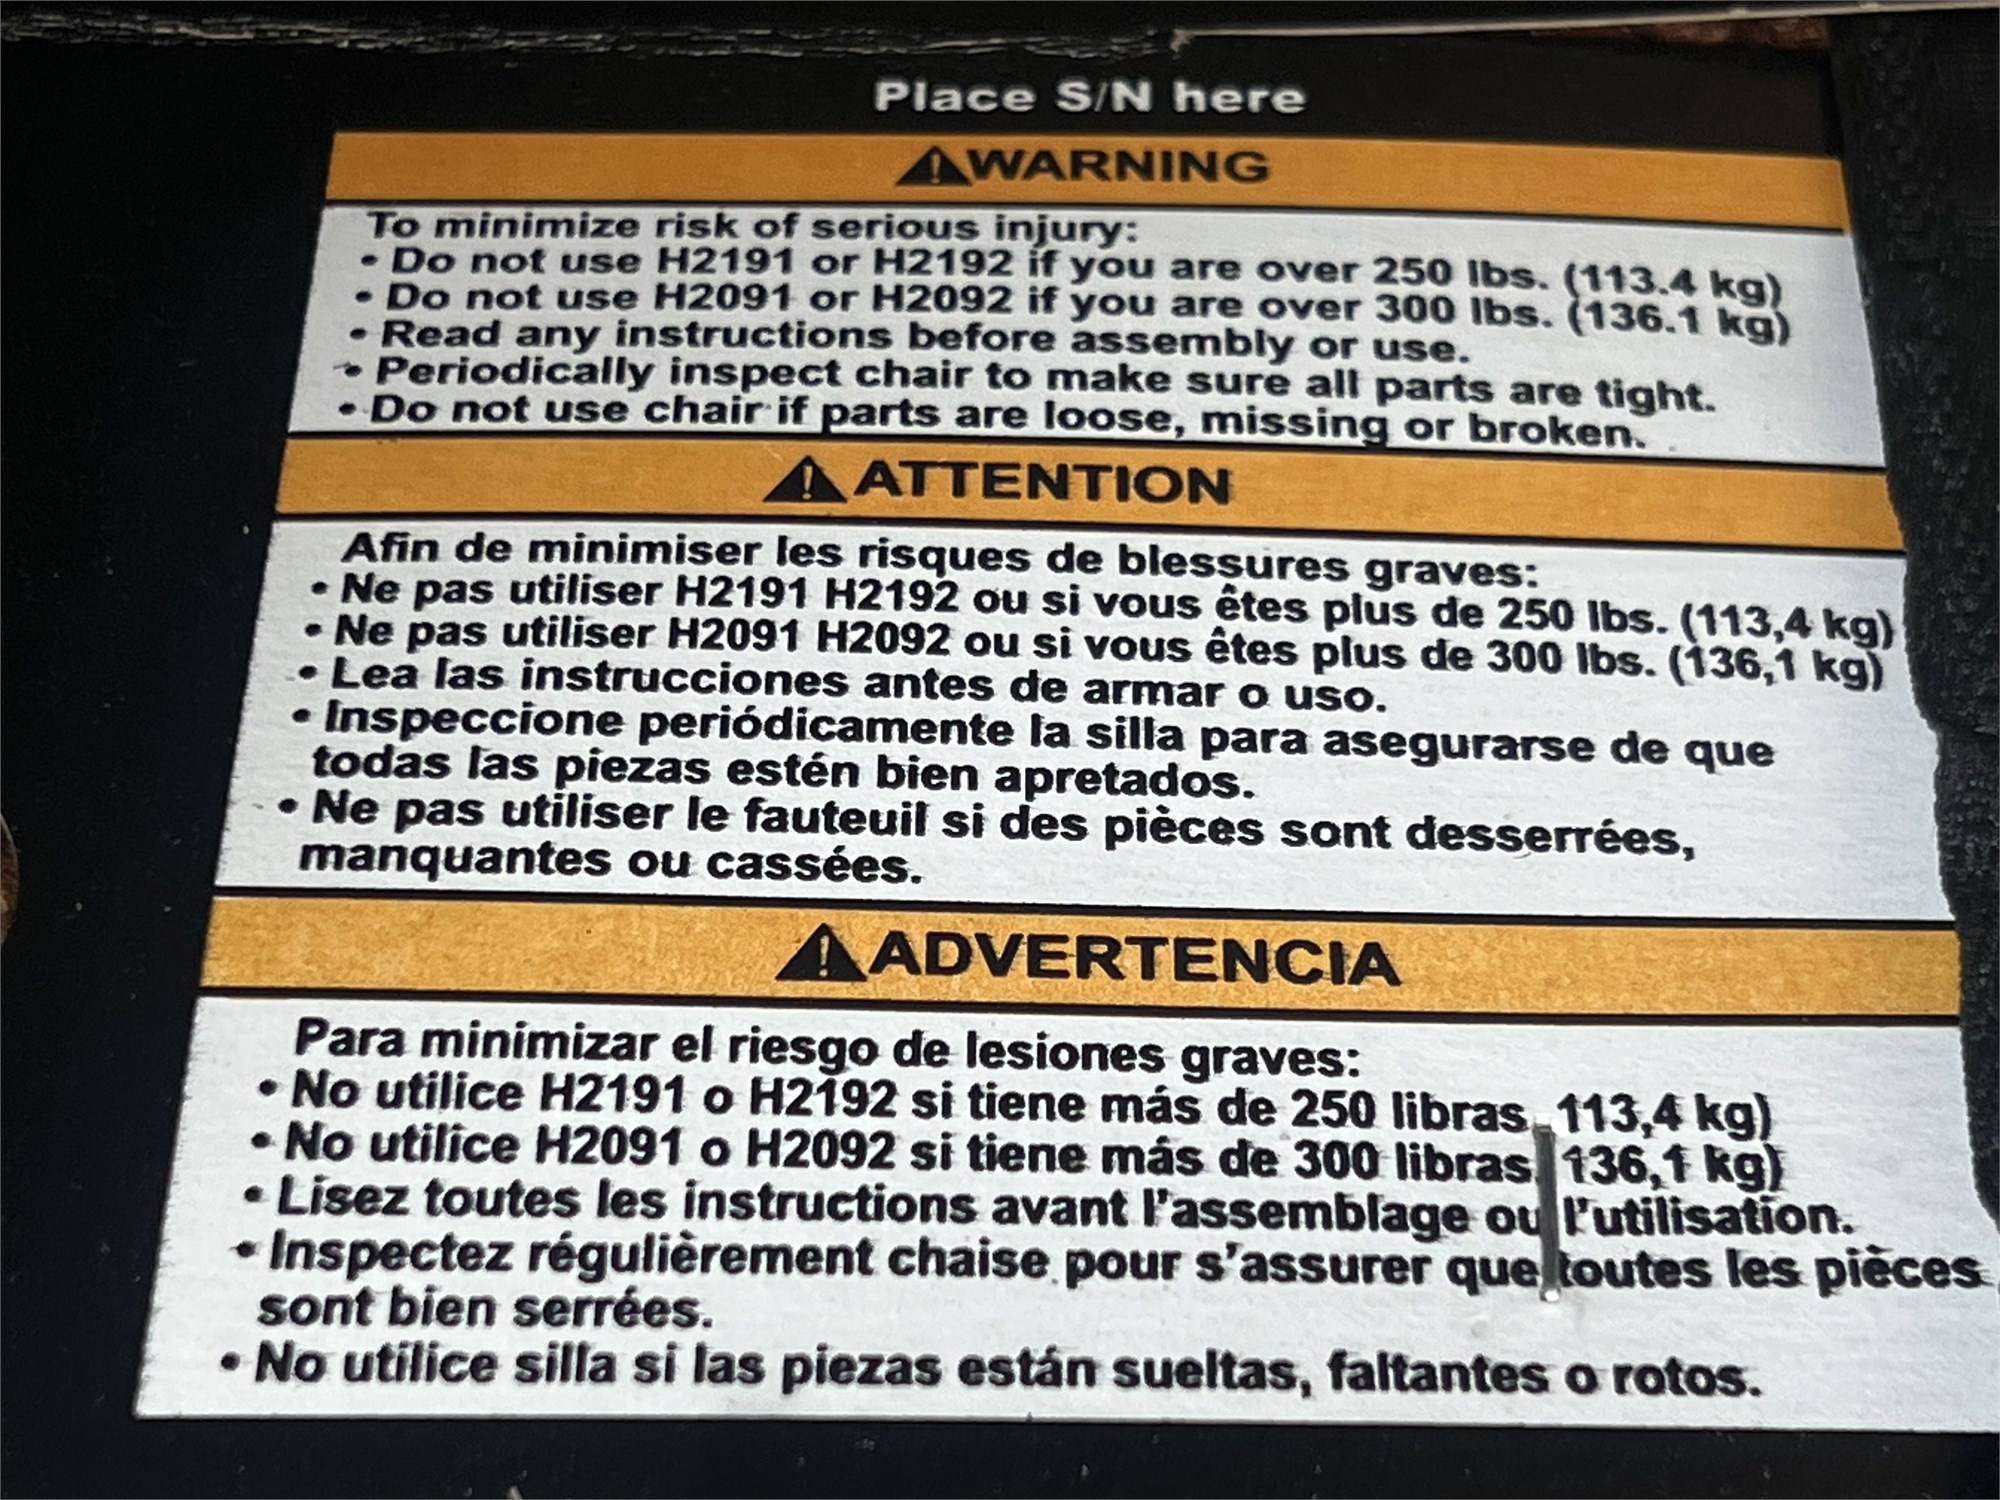 Place S/N here
WARNING
To minimize risk of serious injury:
• Do not use H2191 or H2192 if you are over 250 lbs. (113.4 kg)
• Do not use H2091 or H2092 if you are over 300 lbs. (136.1 kg)
• Read any instructions before assembly or use.
• Periodically inspect chair to make sure all parts are tight.
• Do not use chair if parts are loose, missing or broken.
ATTENTION
Afin de minimiser les risques de blessures graves:
• Ne pas utiliser H2191 H2192 ou si vous êtes plus de 250 lbs. (113,4 kg)
• Ne pas utiliser H2091 H2092 ou si vous êtes plus de 300 lbs. (136,1 kg)
• Lea las instrucciones antes de armar o uso.
• Inspeccione periódicamente la silla para asegurarse de que
todas las piezas estén bien apretados.
• Ne pas utiliser le fauteuil si des pièces sont desserrées,
manquantes ou cassées.
ADVERTENCIA
Para minimizar el riesgo de lesiones graves:
• No utilice H2191 o H2192 si tiene más de 250 libras. 113,4 kg)
• No utilice H2091 o H2092 si tiene más de 300 libras. (136,1 kg)
• Lisez toutes les instructions avant l'assemblage ou l'utilisation.
• Inspectez régulièrement chaise pour s'assurer que toutes les pièces
sont bien serrées.
• No utilice silla si las piezas están sueltas, faltantes o rotos.